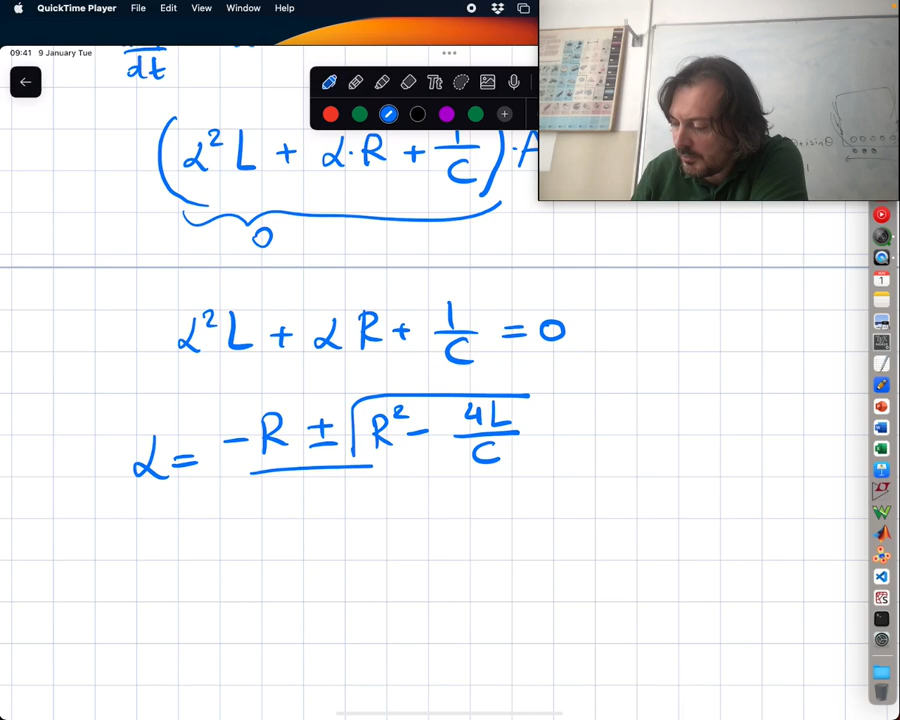 QuickTime Player File Edit View Window Help
09:41 9 January Tue
dt
(α²L + α·R + 1/C)·A
0
α²L + αR + 1/C = 0
α = -R ± √R² - 4L/C